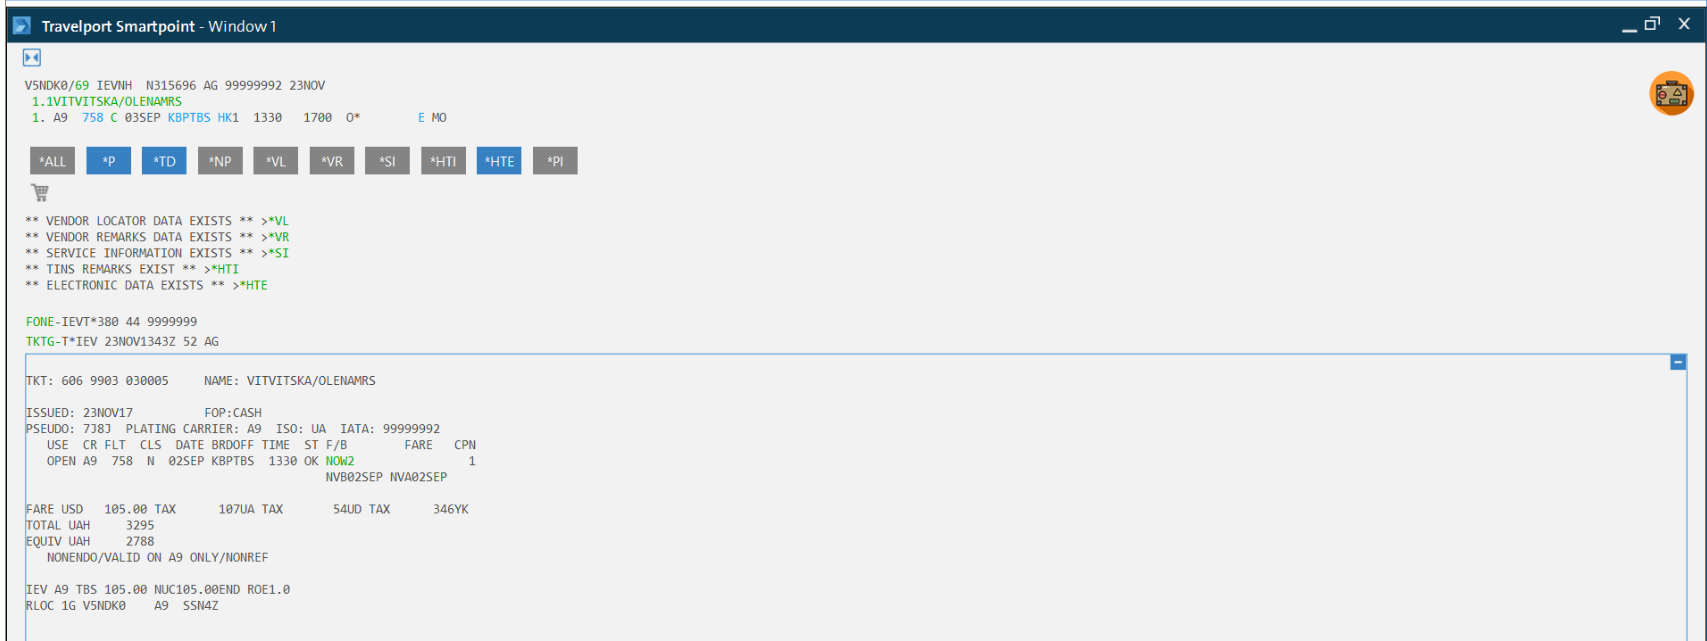 Travelport Smartpoint - Window 1
V5NDK0/69 IEVNH  N315696 AG 99999992 23NOV
1.1VITVITSKA/OLENAMRS
1. A9  758 C 03SEP KBPTBS HK1  1330   1700  O*        E MO
*ALL *P *TD *NP *VL *VR *SI *HTI *HTE *PI
** VENDOR LOCATOR DATA EXISTS ** >*VL
** VENDOR REMARKS DATA EXISTS ** >*VR
** SERVICE INFORMATION EXISTS ** >*SI
** TINS REMARKS EXIST ** >*HTI
** ELECTRONIC DATA EXISTS ** >*HTE
FONE-IEVT*380 44 9999999
TKTG-T*IEV 23NOV1343Z 52 AG
TKT: 606 9903 030005     NAME: VITVITSKA/OLENAMRS
ISSUED: 23NOV17          FOP:CASH
PSEUDO: 7J8J  PLATING CARRIER: A9  ISO: UA  IATA: 99999992
USE  CR FLT  CLS  DATE BRDOFF TIME  ST F/B       FARE   CPN
OPEN A9  758  N  02SEP KBPTBS  1330 OK NOW2                1
NVB02SEP NVA02SEP
FARE USD   105.00 TAX      107UA TAX       54UD TAX      346YK
TOTAL UAH     3295
EQUIV UAH     2788
NONENDO/VALID ON A9 ONLY/NONREF
IEV A9 TBS 105.00 NUC105.00END ROE1.0
RLOC 1G V5NDK0    A9  SSN4Z